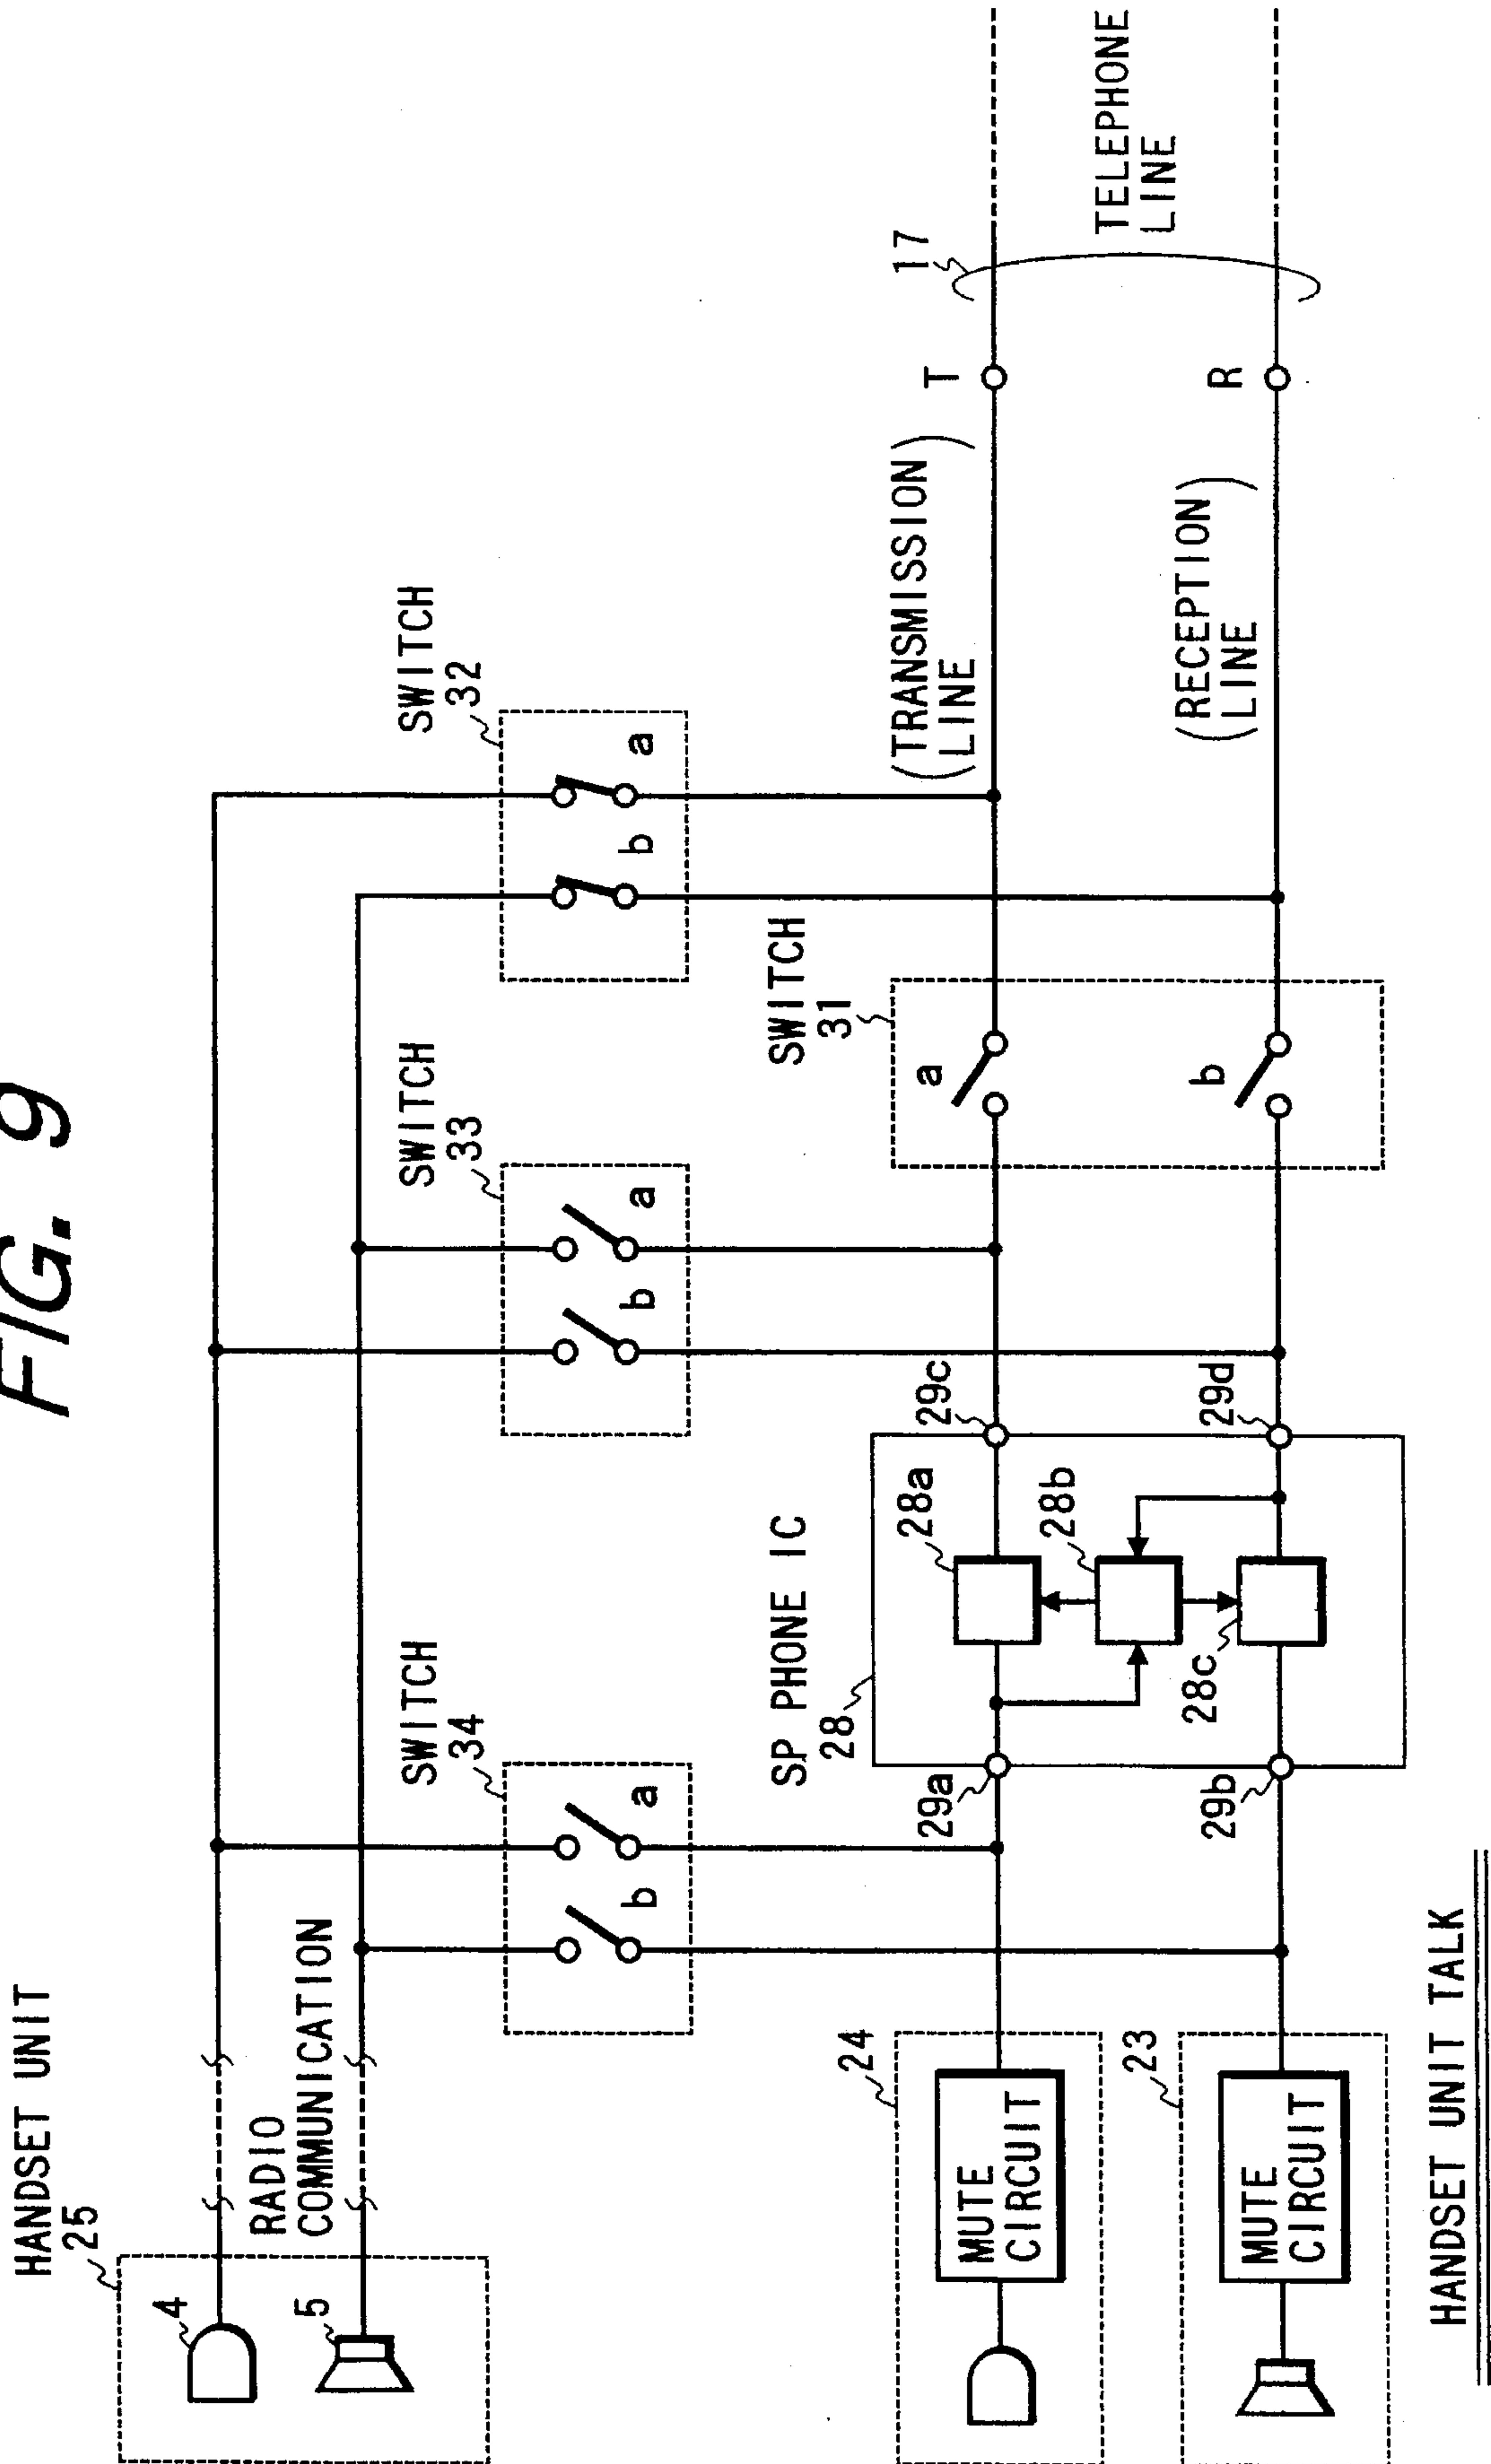 FIG. 9
HANDSET UNIT
25
4
5
RADIO
COMMUNICATION
SWITCH
34
a
b
SWITCH
33
a
b
SWITCH
32
a
b
SWITCH
31
a
b
SP PHONE IC
28
28a
28b
28c
29a
29b
29c
29d
24
MUTE
CIRCUIT
23
MUTE
CIRCUIT
(TRANSMISSION
LINE)
(RECEPTION
LINE)
T
R
17
TELEPHONE
LINE
HANDSET UNIT TALK